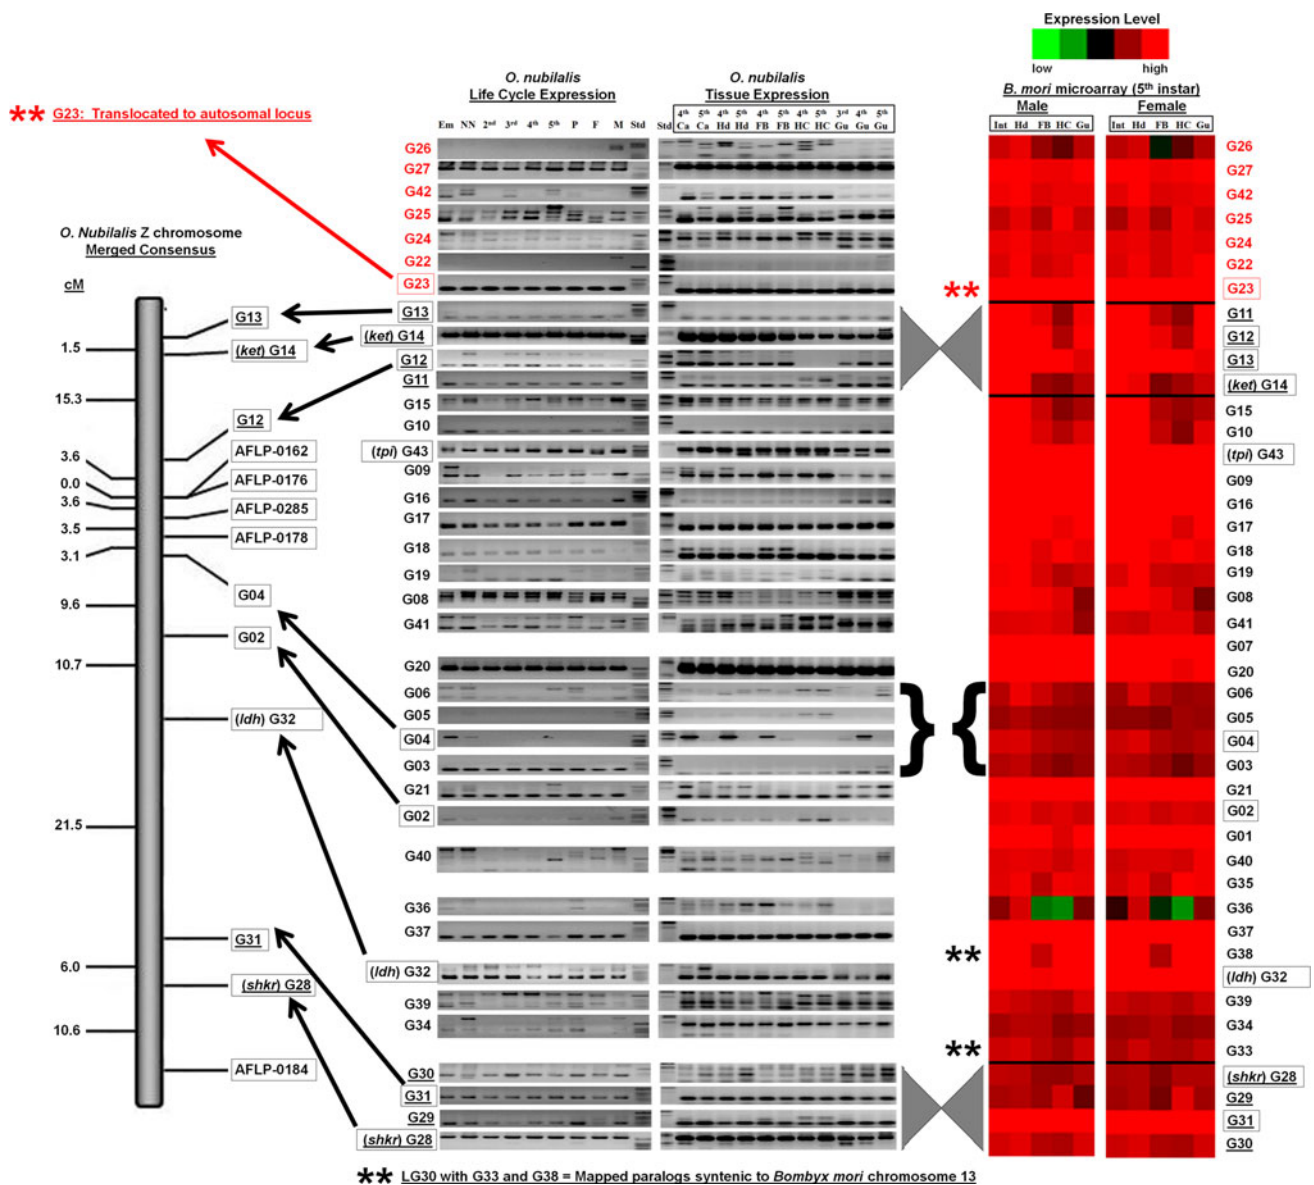 Expression Level
low
high
O. nubilalis
Life Cycle Expression
O. nubilalis
Tissue Expression
B. mori microarray (5th instar)
Male
Female
** G23: Translocated to autosomal locus
Em NN 2nd 3rd 4th 5th P F M Std
Std 4th Ca 5th Ca 4th Hd 5th Hd 4th FB 5th FB 4th HC 5th HC 3rd Gu 4th Gu 5th Gu
Int Hd FB HC Gu
Int Hd FB HC Gu
O. Nubilalis Z chromosome
Merged Consensus
cM
1.5
15.3
3.6
0.0
3.6
3.5
3.1
9.6
10.7
21.5
6.0
10.6
G13
(ket) G14
G12
AFLP-0162
AFLP-0176
AFLP-0285
AFLP-0178
G04
G02
(ldh) G32
G31
(shkr) G28
AFLP-0184
G26
G27
G42
G25
G24
G22
G23
G13
(ket) G14
G12
G11
G15
G10
(tpi) G43
G09
G16
G17
G18
G19
G08
G41
G20
G06
G05
G04
G03
G21
G02
G40
G36
G37
(ldh) G32
G39
G34
G30
G31
G29
(shkr) G28
**
}
{
**
**
G26
G27
G42
G25
G24
G22
G23
G11
G12
G13
(ket) G14
G15
G10
(tpi) G43
G09
G16
G17
G18
G19
G08
G41
G07
G20
G06
G05
G04
G03
G21
G02
G01
G40
G35
G36
G37
G38
(ldh) G32
G39
G34
G33
(shkr) G28
G29
G31
G30
** LG30 with G33 and G38 = Mapped paralogs syntenic to Bombyx mori chromosome 13